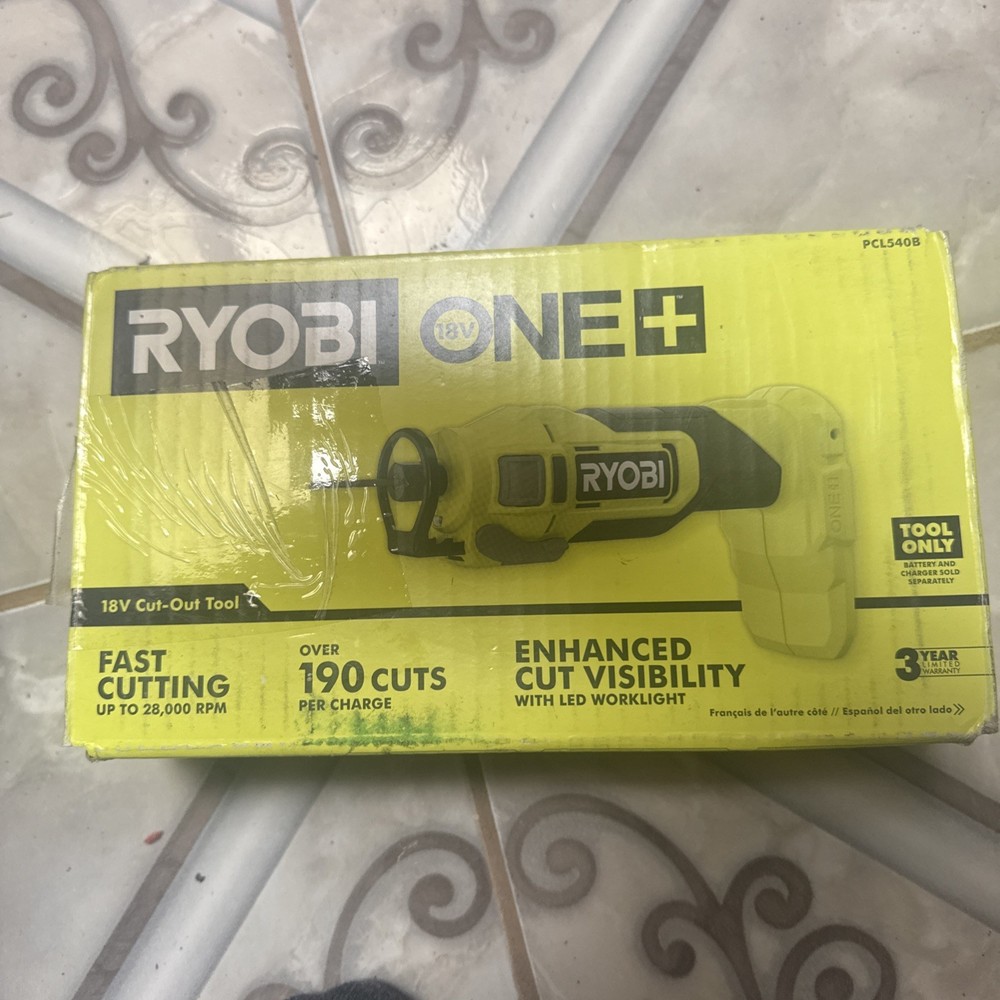 PCL540B
RYOBI 18V ONE+™
RYOBI
ONE+
TOOL
ONLY
BATTERY AND
CHARGER SOLD
SEPARATELY
18V Cut-Out Tool
FAST
CUTTING
UP TO 28,000 RPM
OVER
190 CUTS
PER CHARGE
ENHANCED
CUT VISIBILITY
WITH LED WORKLIGHT
3 YEAR
LIMITED
WARRANTY
Français de l'autre côté // Español del otro lado